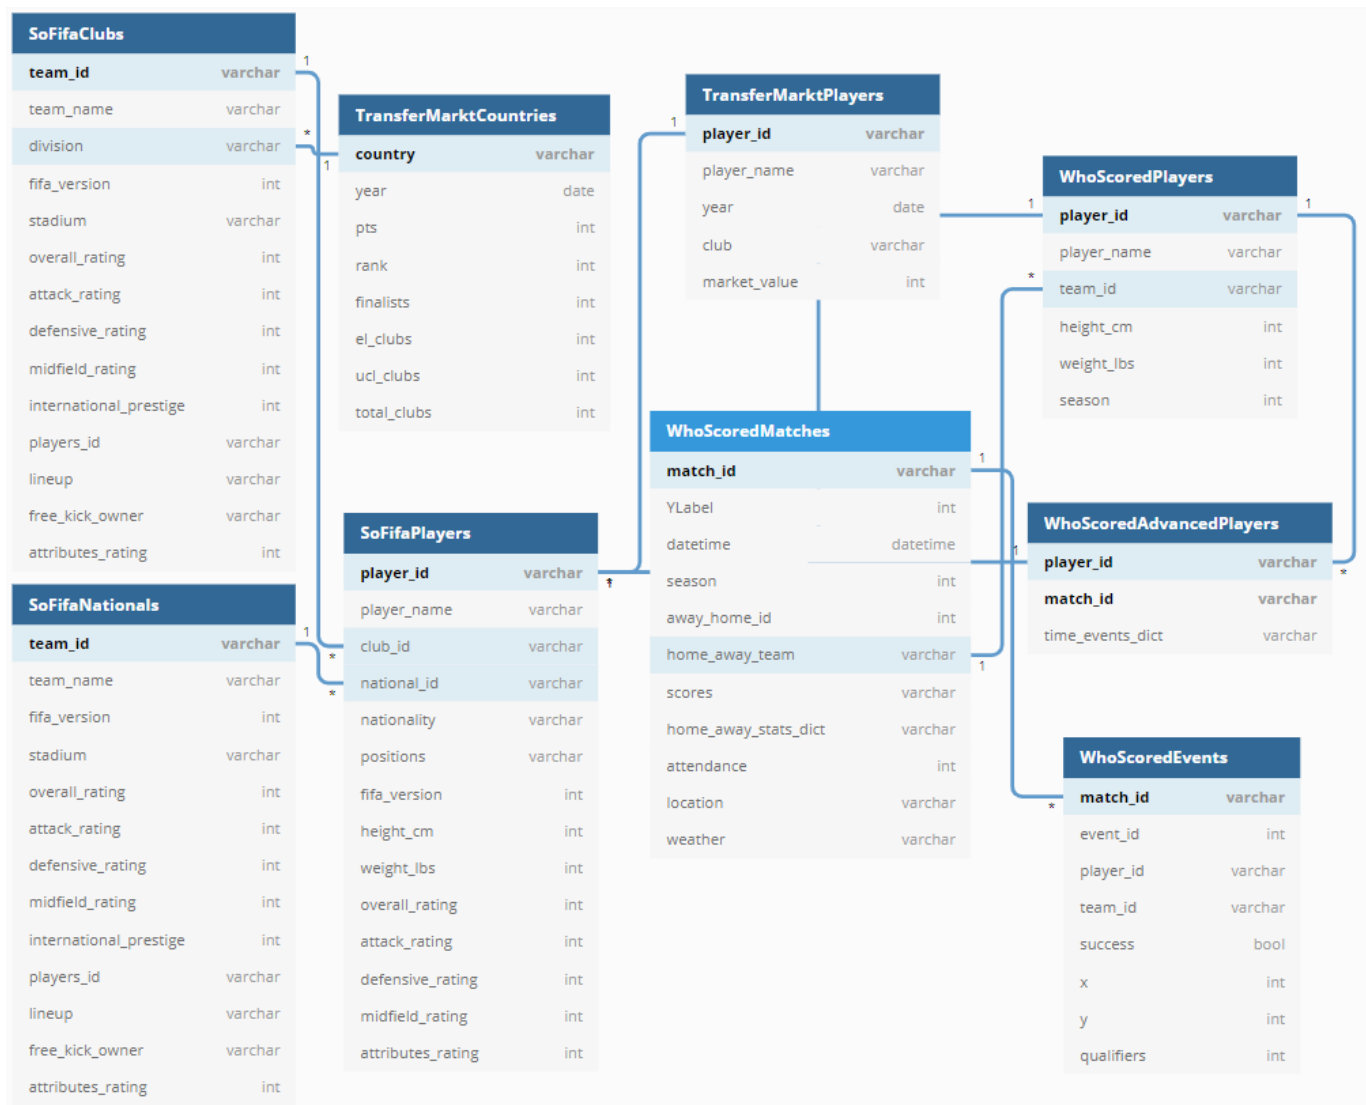 SoFifaClubs
team_id varchar
team_name varchar
division varchar
fifa_version int
stadium varchar
overall_rating int
attack_rating int
defensive_rating int
midfield_rating int
international_prestige int
players_id varchar
lineup varchar
free_kick_owner varchar
attributes_rating int
1
*
1
TransferMarktCountries
country varchar
year date
pts int
rank int
finalists int
el_clubs int
ucl_clubs int
total_clubs int
1
TransferMarktPlayers
player_id varchar
player_name varchar
year date
club varchar
market_value int
1
1
WhoScoredPlayers
player_id varchar
player_name varchar
*
team_id varchar
height_cm int
weight_lbs int
season int
WhoScoredMatches
match_id varchar
1
YLabel int
datetime datetime
season int
away_home_id int
home_away_team varchar
1
scores varchar
home_away_stats_dict varchar
attendance int
location varchar
weather varchar
WhoScoredAdvancedPlayers
1
player_id varchar
*
match_id varchar
time_events_dict varchar
SoFifaPlayers
player_id varchar
*
player_name varchar
*
club_id varchar
*
national_id varchar
nationality varchar
positions varchar
fifa_version int
height_cm int
weight_lbs int
overall_rating int
attack_rating int
defensive_rating int
midfield_rating int
attributes_rating int
SoFifaNationals
team_id varchar
1
team_name varchar
fifa_version int
stadium varchar
overall_rating int
attack_rating int
defensive_rating int
midfield_rating int
international_prestige int
players_id varchar
lineup varchar
free_kick_owner varchar
attributes_rating int
WhoScoredEvents
*
match_id varchar
event_id int
player_id varchar
team_id varchar
success bool
x int
y int
qualifiers int